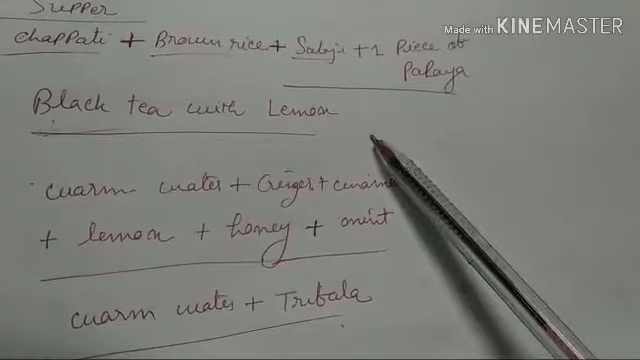 Supper
Made with KINEMASTER
chappati + Brown rice + Sabji + 1 Piece of
Palaya
Black tea with Lemon
warm water + Ginger + cinamo
+ lemon + honey + mint
warm water + Trifala